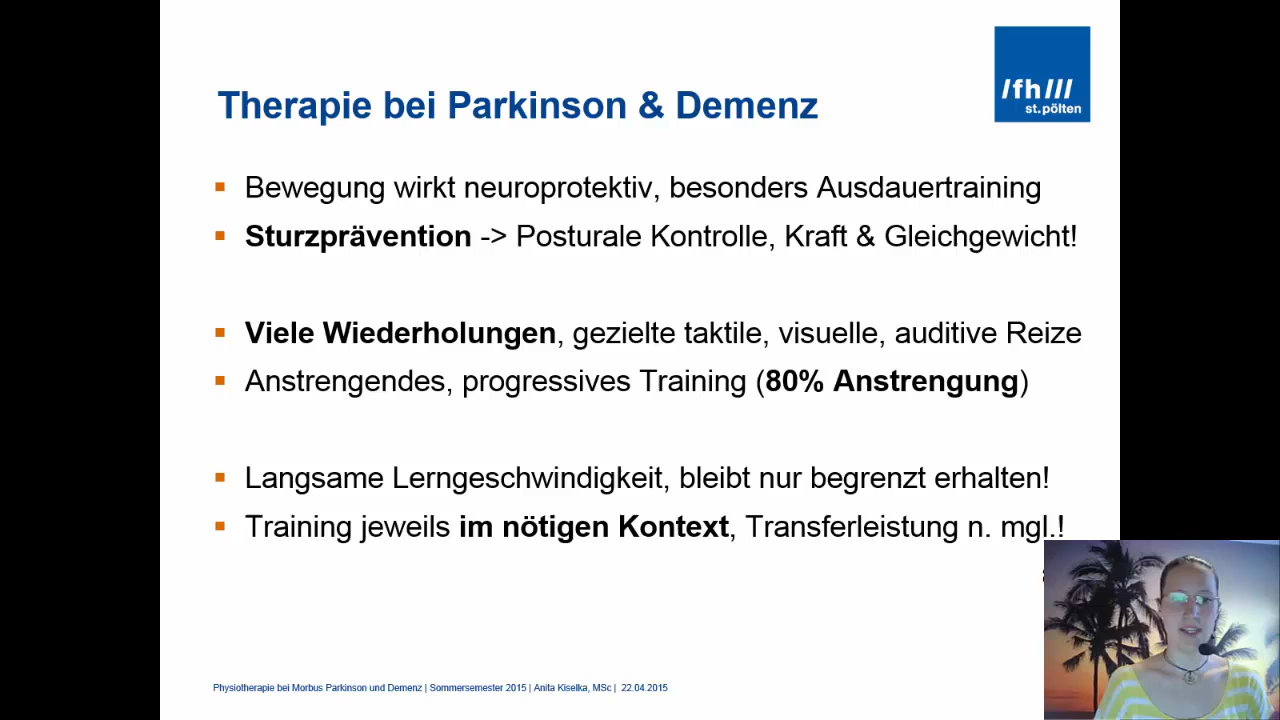 /fh///
st.pölten
Therapie bei Parkinson & Demenz
Bewegung wirkt neuroprotektiv, besonders Ausdauertraining
Sturzprävention -> Posturale Kontrolle, Kraft & Gleichgewicht!
Viele Wiederholungen, gezielte taktile, visuelle, auditive Reize
Anstrengendes, progressives Training (80% Anstrengung)
Langsame Lerngeschwindigkeit, bleibt nur begrenzt erhalten!
Training jeweils im nötigen Kontext, Transferleistung n. mgl.!
Physiotherapie bei Morbus Parkinson und Demenz | Sommersemester 2015 | Anita Kiselka, MSc | 22.04.2015